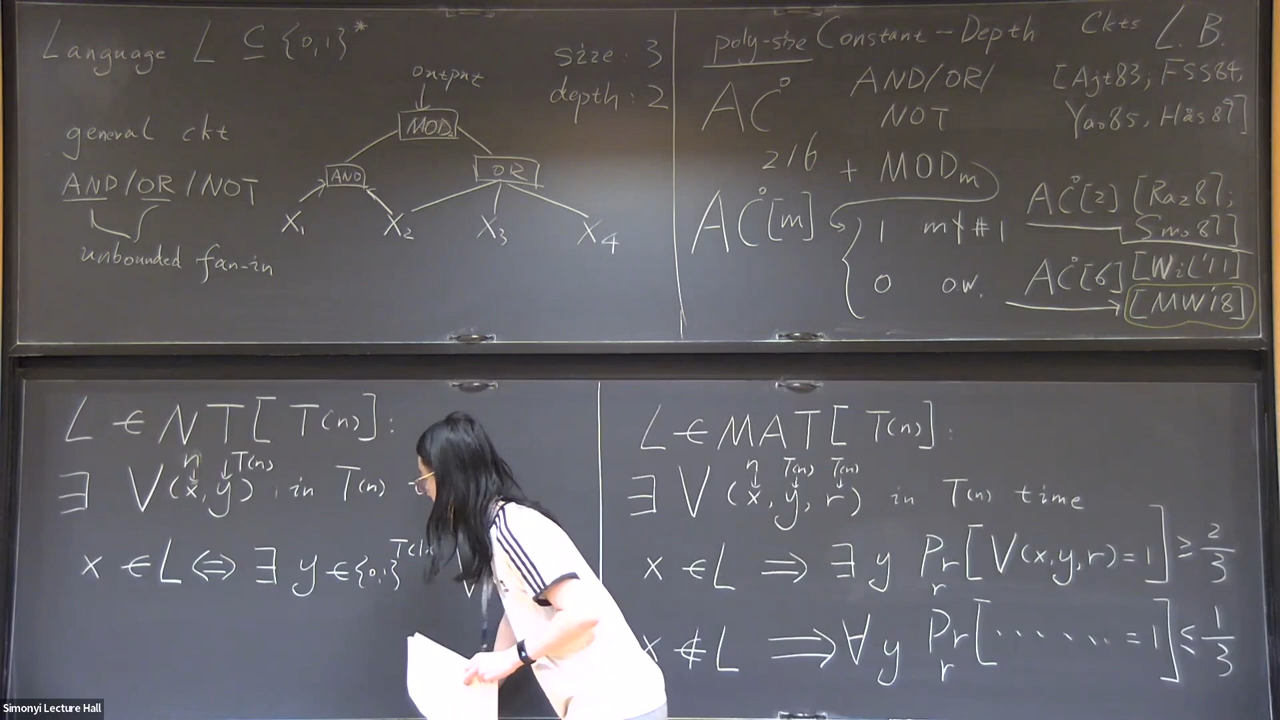 Language L ⊆ {0,1}*
general ckt
AND/OR/NOT
unbounded fan-in
output
MOD₂
AND
OR
X₁
X₂
X₃
X₄
size: 3
depth: 2
poly-size Constant-Depth Ckts L.B.
AC⁰ AND/OR/
NOT
[Ajt83, FSS84,
Yao85, Hås87]
2/6
AC⁰[m] + MODₘ
1 m∤#1
0 ow.
AC⁰[2] [Raz87;
Smo87]
AC⁰[6] [Wil'11]
[MW18]
L ∈ NT[T(n)]:
n T(n)
∃ V(x,y) in T(n)
x ∈ L ⇔ ∃ y ∈ {0,1}
L ∈ MAT[T(n)]:
n T(n) T(n)
∃ V(x, y, r) in T(n) time
x ∈ L ⇒ ∃ y Pr_r[V(x,y,r)=1] ≥ 2/3
x ∉ L ⇒ ∀ y Pr_r[.......=1] ≤ 1/3
Simonyi Lecture Hall